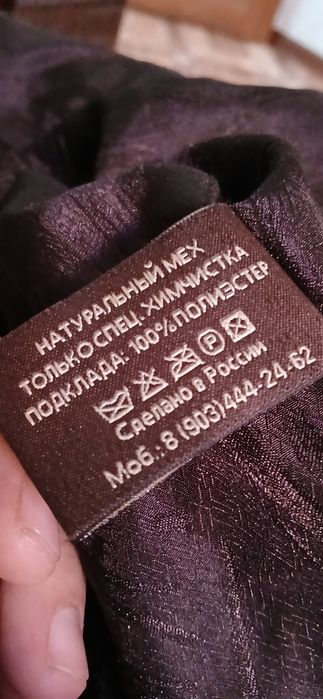 НАТУРАЛЬНЫЙ МЕХ
ТОЛЬКО СПЕЦ. ХИМЧИСТКА
ПОДКЛАДА: 100% ПОЛИЭСТЕР
P
Сделано в России
Моб.: 8 (903) 444-24-62